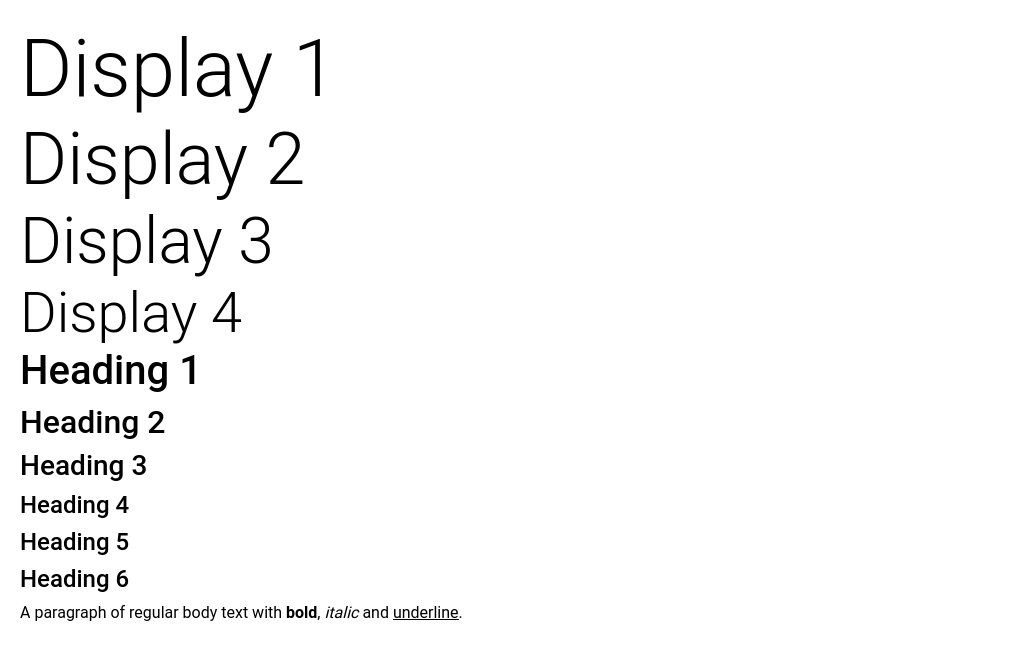 Display 1
Display 2
Display 3
Display 4
Heading 1
Heading 2
Heading 3
Heading 4
Heading 5
Heading 6
A paragraph of regular body text with bold, italic and underline.